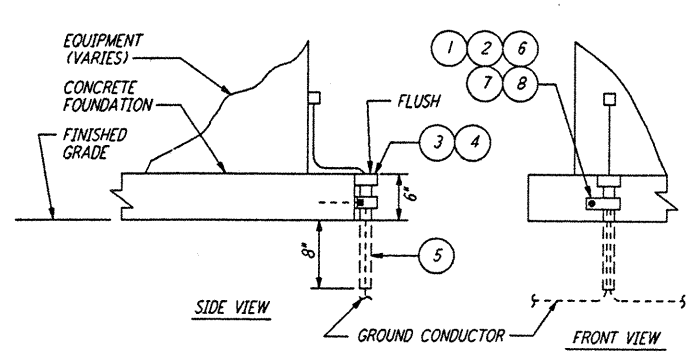 EQUIPMENT
(VARIES)
CONCRETE
FOUNDATION
FINISHED
GRADE
FLUSH
3 4
6"
8"
5
SIDE VIEW
GROUND CONDUCTOR
1 2 6
7 8
FRONT VIEW